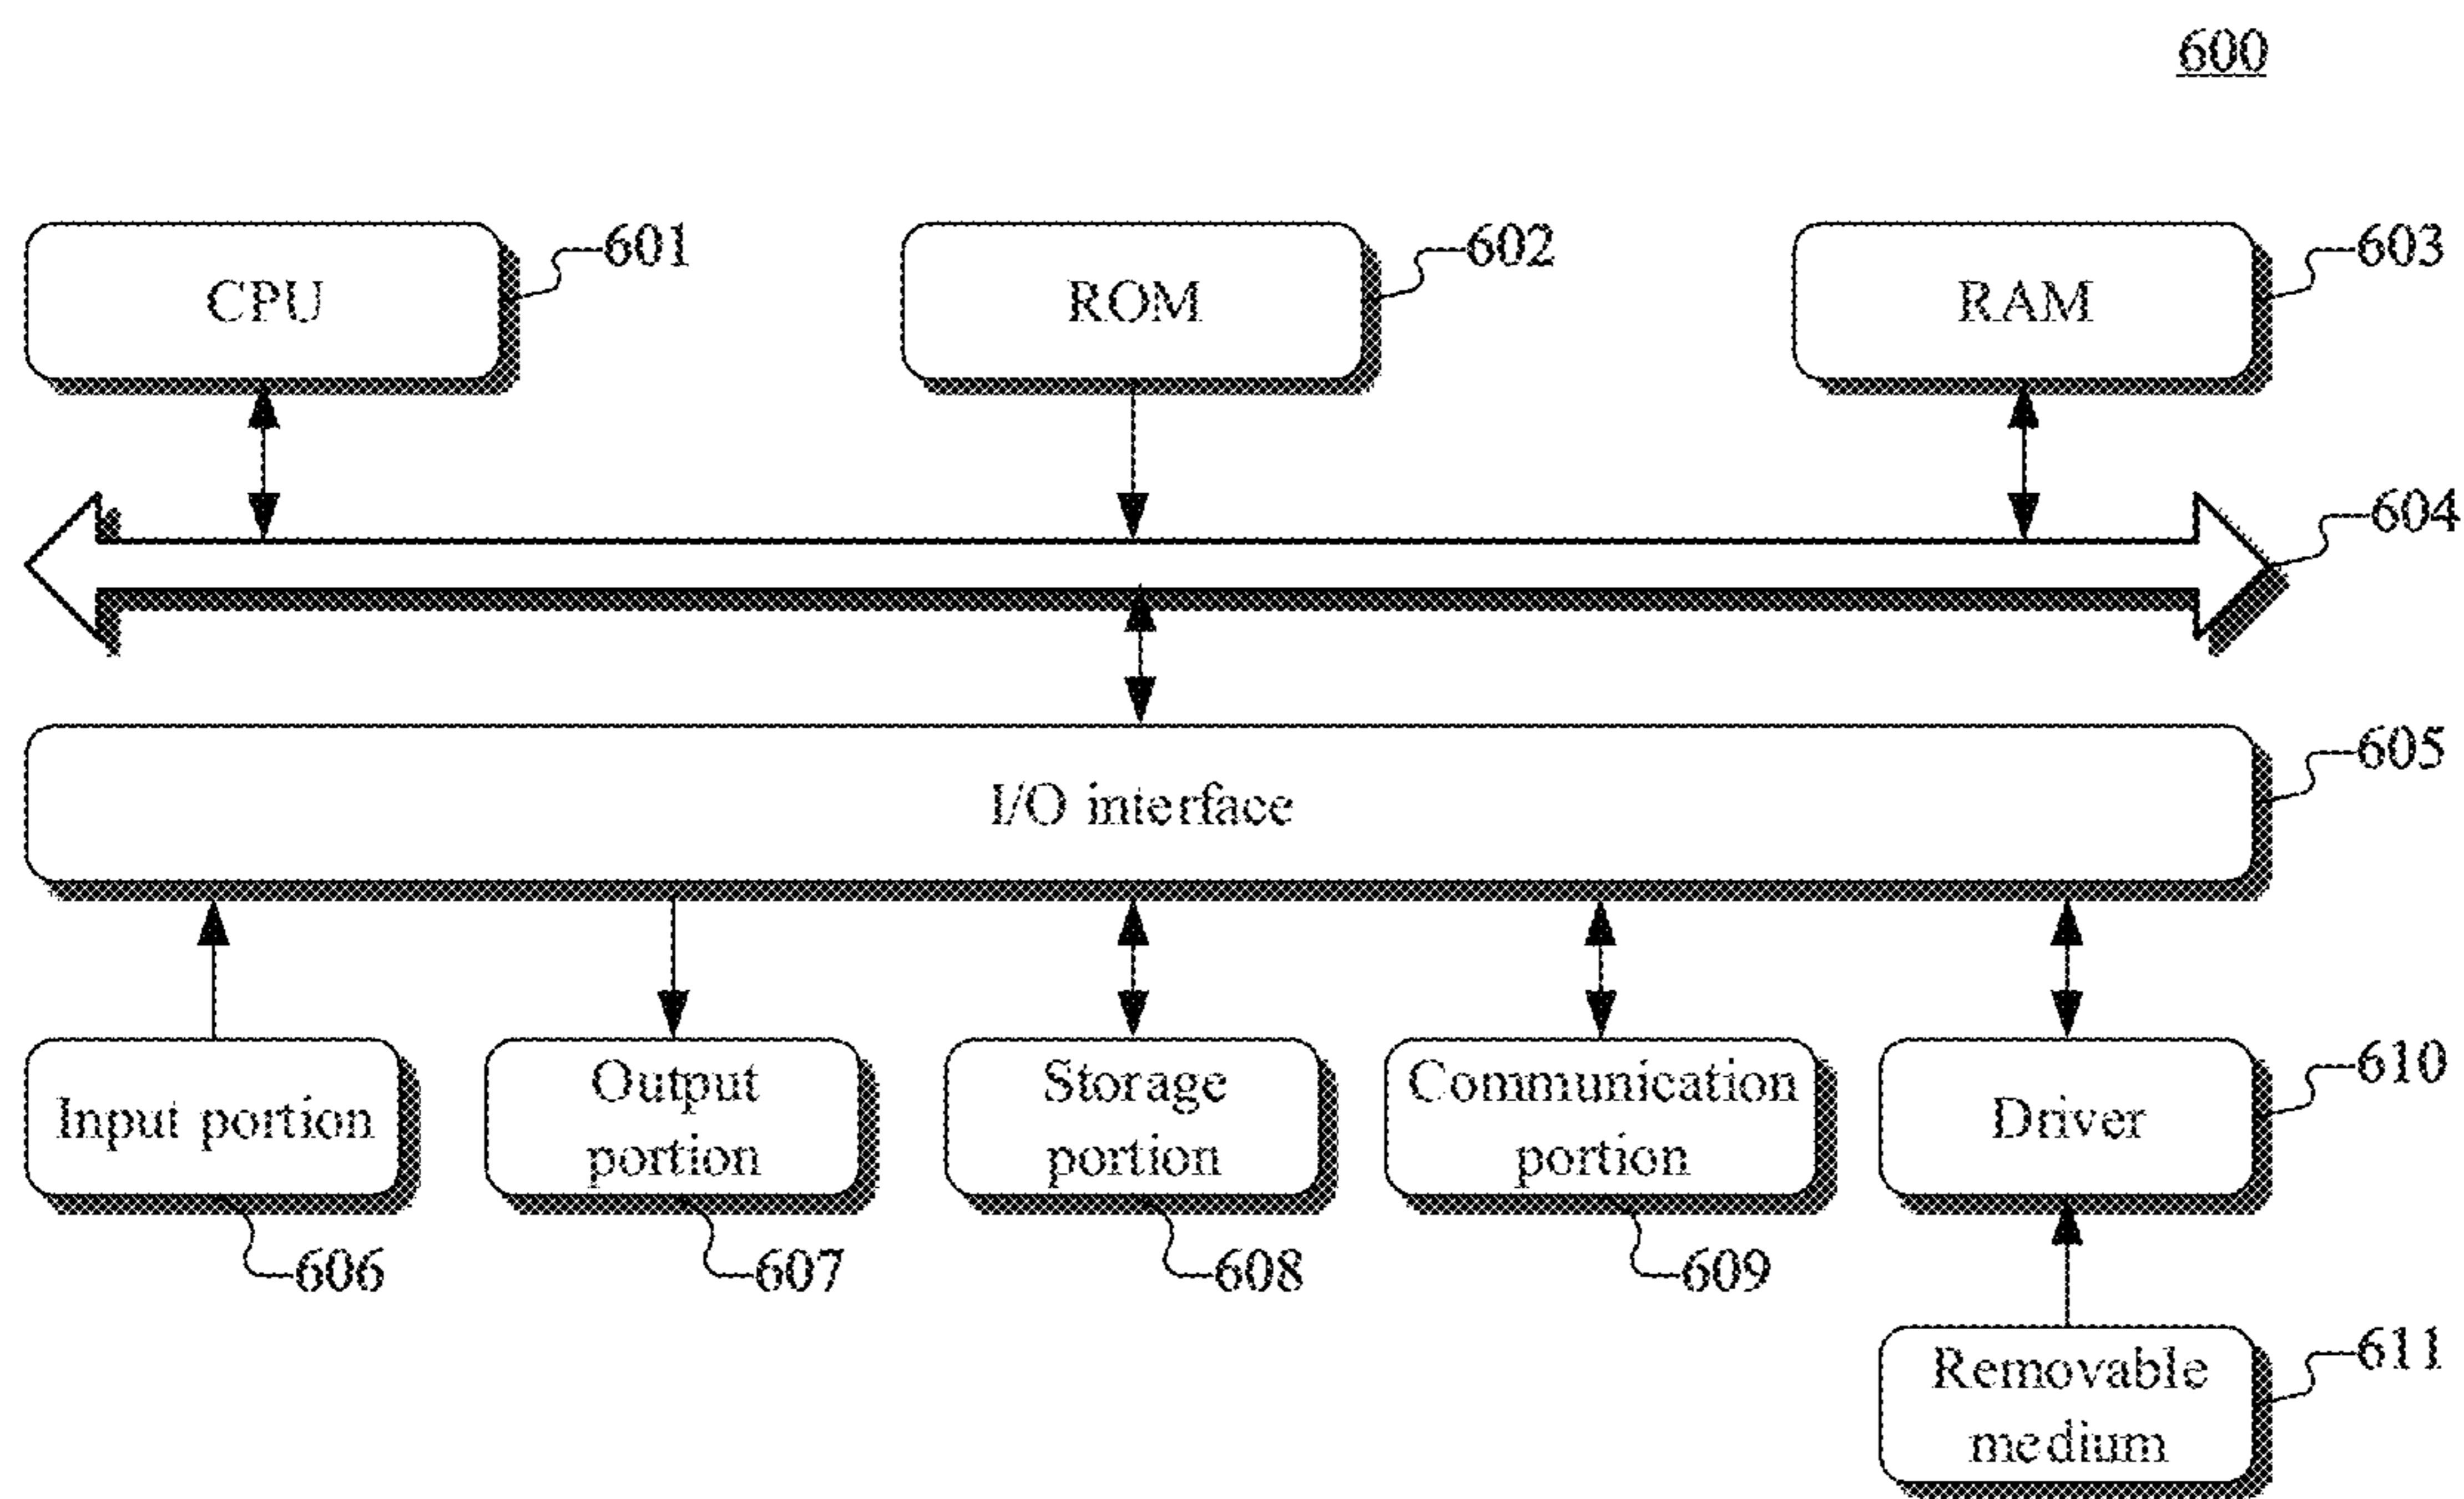 600
CPU
601
ROM
602
RAM
603
604
I/O interface
605
Input portion
606
Output
portion
607
Storage
portion
608
Communication
portion
609
Driver
610
Removable
medium
611